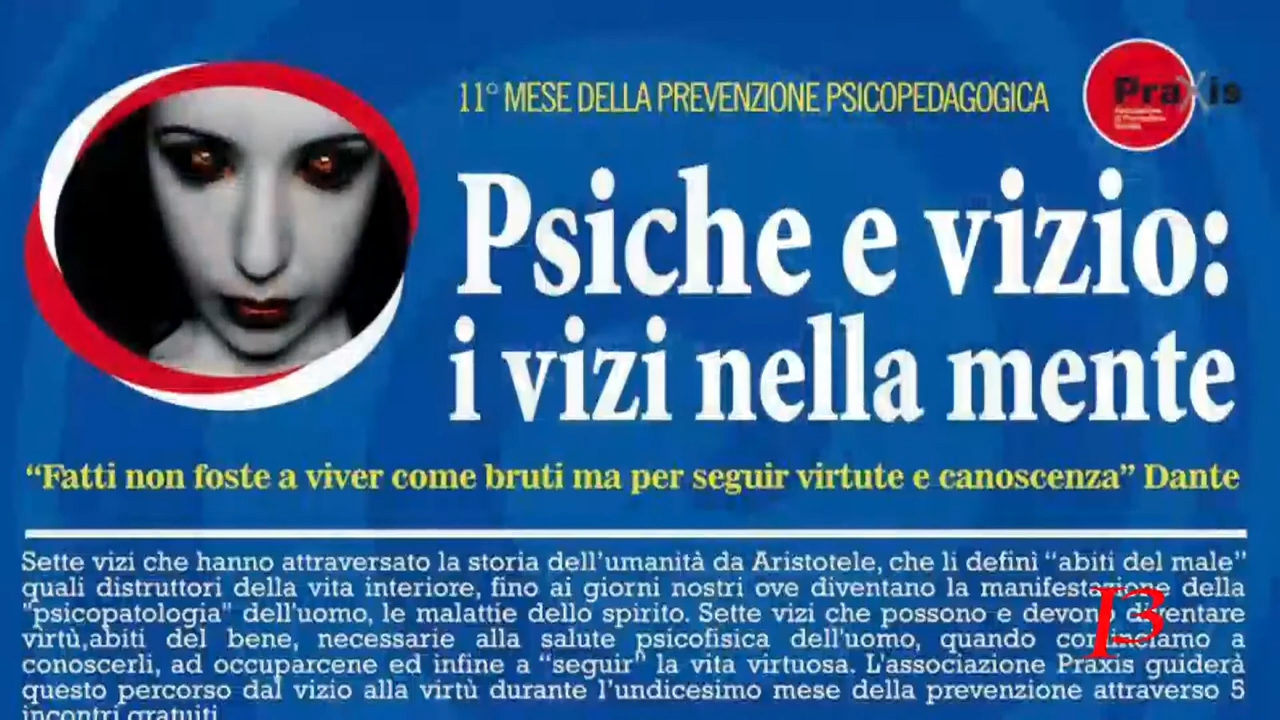 11° MESE DELLA PREVENZIONE PSICOPEDAGOGICA
PraXis
Psiche e vizio:
i vizi nella mente
“Fatti non foste a viver come bruti ma per seguir virtute e canoscenza” Dante
Sette vizi che hanno attraversato la storia dell’umanità da Aristotele, che li definì “abiti del male”
quali distruttori della vita interiore, fino ai giorni nostri ove diventano la manifestazione della
"psicopatologia" dell’uomo, le malattie dello spirito. Sette vizi che possono e devono diventare
virtù,abiti del bene, necessarie alla salute psicofisica dell’uomo, quando cominciamo a
conoscerli, ad occuparcene ed infine a “seguir” la vita virtuosa. L’associazione Praxis guiderà
questo percorso dal vizio alla virtù durante l’undicesimo mese della prevenzione attraverso 5
incontri gratuiti